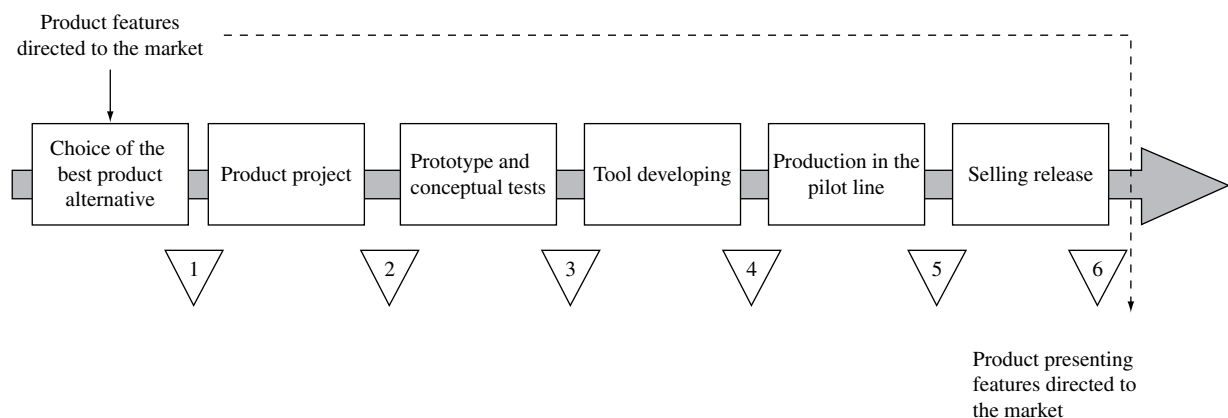 Product features
directed to the market
Choice of the
best product
alternative
Product project
Prototype and
conceptual tests
Tool developing
Production in the
pilot line
Selling release
1
2
3
4
5
6
Product presenting
features directed to
the market